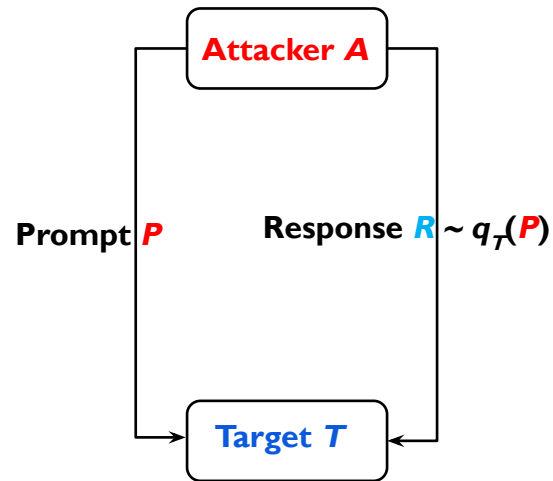 Attacker A
Prompt P
Response R ~ q_T(P)
Target T